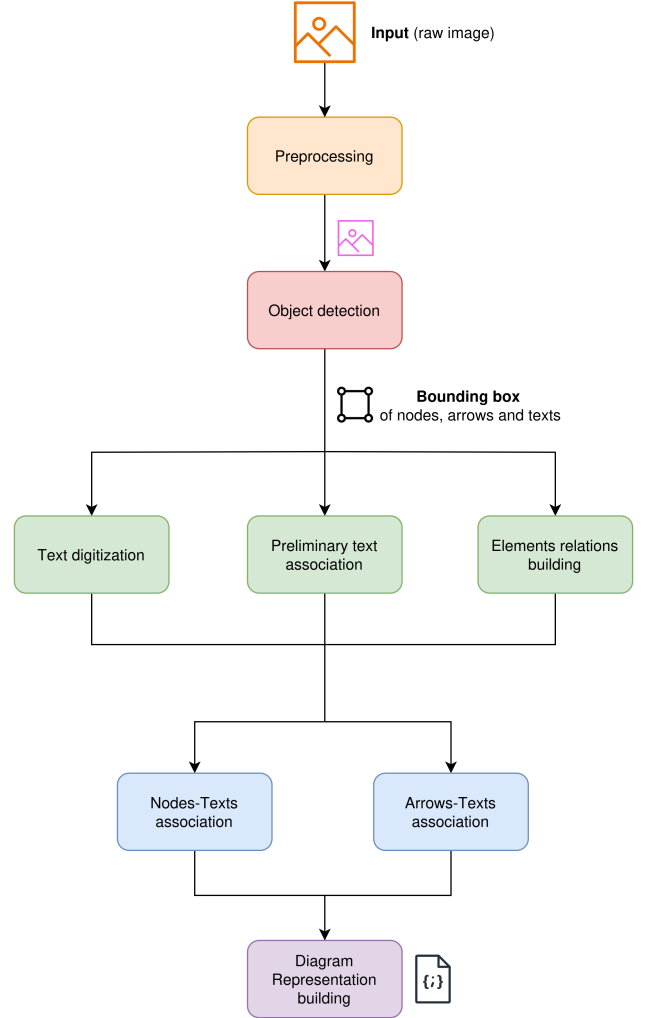 Input (raw image)
Preprocessing
Object detection
Bounding box
of nodes, arrows and texts
Text digitization
Preliminary text
association
Elements relations
building
Nodes-Texts
association
Arrows-Texts
association
Diagram
Representation
building
{;}